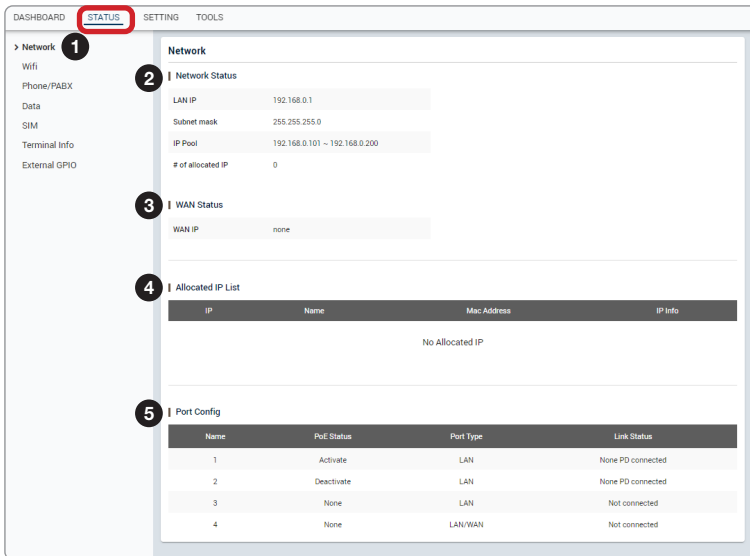 DASHBOARD STATUS SETTING TOOLS
> Network 1
Wifi
Phone/PABX
Data
SIM
Terminal Info
External GPIO
Network
2 Network Status
LAN IP 192.168.0.1
Subnet mask 255.255.255.0
IP Pool 192.168.0.101 ~ 192.168.0.200
# of allocated IP 0
3 WAN Status
WAN IP none
4 Allocated IP List
IP Name Mac Address IP Info
No Allocated IP
5 Port Config
Name PoE Status Port Type Link Status
1 Activate LAN None PD connected
2 Deactivate LAN None PD connected
3 None LAN Not connected
4 None LAN/WAN Not connected